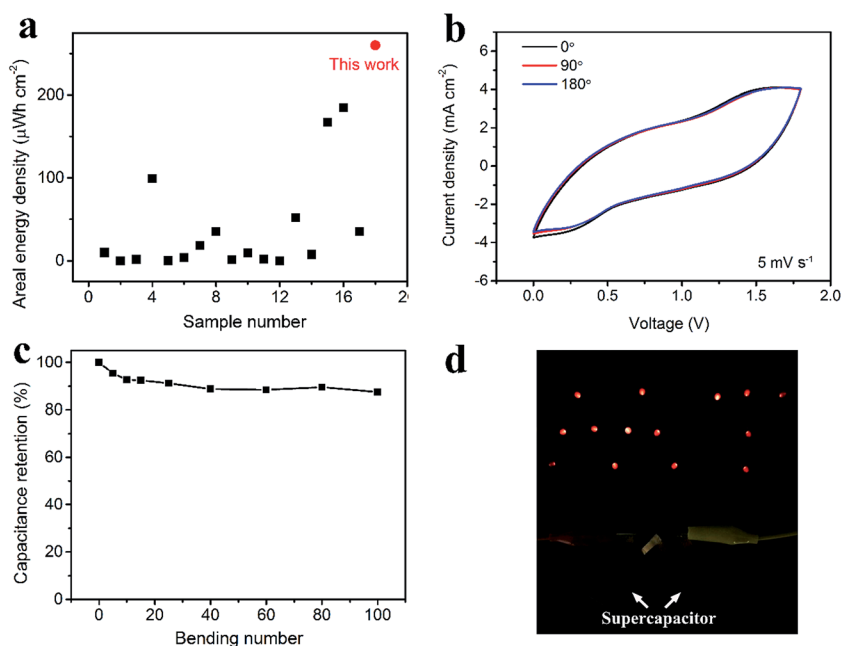 a
Areal energy density (μWh cm⁻²)
200
100
0
0
4
8
12
16
20
Sample number
This work
b
Current density (mA cm⁻²)
6
4
2
0
-2
-4
-6
0.0
0.5
1.0
1.5
2.0
Voltage (V)
0°
90°
180°
5 mV s⁻¹
c
Capacitance retention (%)
100
80
60
40
20
0
0
20
40
60
80
100
Bending number
d
Supercapacitor